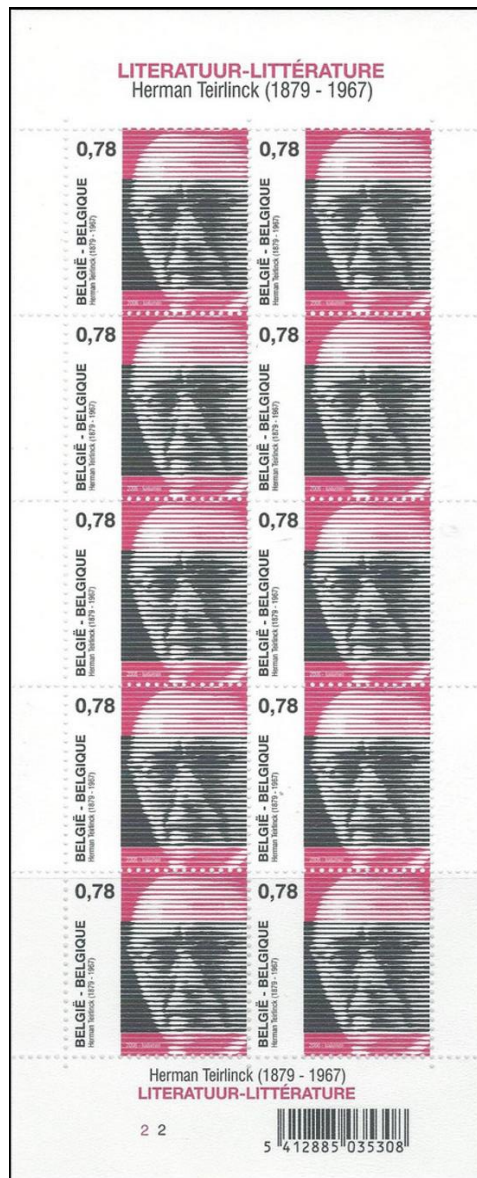 LITERATUUR-LITTÉRATURE
Herman Teirlinck (1879 - 1967)
0,78
BELGIË - BELGIQUE
Herman Teirlinck (1879 - 1967)
0,78
BELGIË - BELGIQUE
Herman Teirlinck (1879 - 1967)
0,78
BELGIË - BELGIQUE
Herman Teirlinck (1879 - 1967)
0,78
BELGIË - BELGIQUE
Herman Teirlinck (1879 - 1967)
0,78
BELGIË - BELGIQUE
Herman Teirlinck (1879 - 1967)
0,78
BELGIË - BELGIQUE
Herman Teirlinck (1879 - 1967)
0,78
BELGIË - BELGIQUE
Herman Teirlinck (1879 - 1967)
0,78
BELGIË - BELGIQUE
Herman Teirlinck (1879 - 1967)
0,78
BELGIË - BELGIQUE
Herman Teirlinck (1879 - 1967)
0,78
BELGIË - BELGIQUE
Herman Teirlinck (1879 - 1967)
Herman Teirlinck (1879 - 1967)
LITERATUUR-LITTÉRATURE
2 2
5 412885 035308